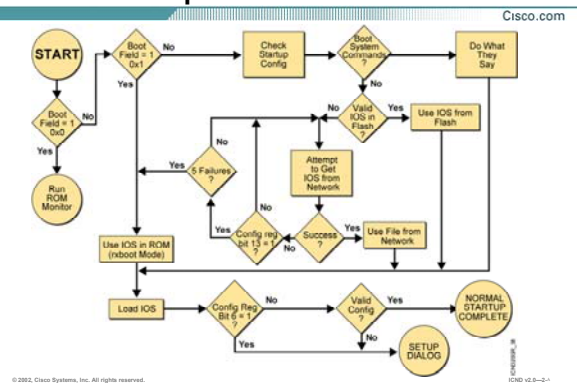 Cisco.com
START
Boot
Field = 1
0x0
Yes
No
Run
ROM
Monitor
Boot
Field = 1
0x1
No
Yes
Check
Startup
Config
Boot
System
Commands
?
No
Do What
They
Say
Valid
IOS in
Flash
?
Yes
No
Use IOS from
Flash
Attempt
to Get
IOS from
Network
Success
?
Yes
No
Use File from
Network
Config reg
bit 13 = 1
?
No
Yes
5 Failures
?
No
Yes
Use IOS in ROM
(rxboot Mode)
Load IOS
Config Reg
Bit 6 = 1
?
No
Yes
Valid
Config
?
Yes
No
NORMAL
STARTUP
COMPLETE
SETUP
DIALOG
© 2002, Cisco Systems, Inc. All rights reserved.